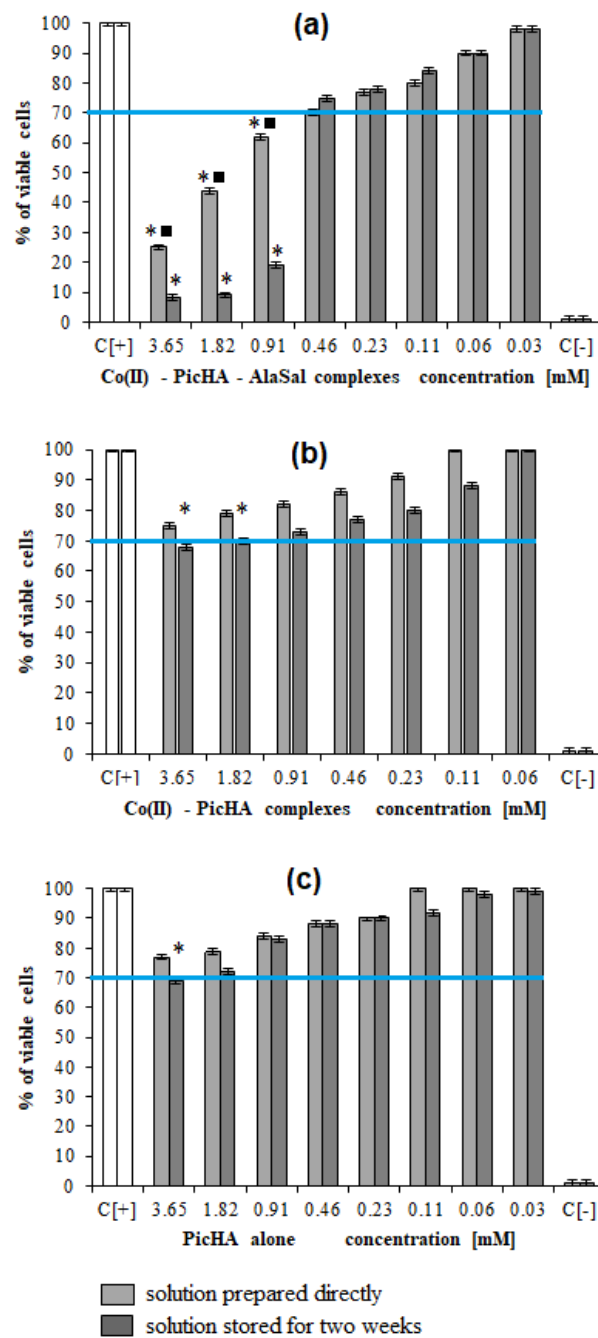 (a)
% of viable cells
100
90
80
70
60
50
40
30
20
10
0
* ■ * * ■ * * ■ *
C[+] 3.65 1.82 0.91 0.46 0.23 0.11 0.06 0.03 C[-]
Co(II) - PicHA - AlaSal complexes concentration [mM]
(b)
% of viable cells
100
90
80
70
60
50
40
30
20
10
0
* *
C[+] 3.65 1.82 0.91 0.46 0.23 0.11 0.06 C[-]
Co(II) - PicHA complexes concentration [mM]
(c)
% of viable cells
100
90
80
70
60
50
40
30
20
10
0
*
C[+] 3.65 1.82 0.91 0.46 0.23 0.11 0.06 0.03 C[-]
PicHA alone concentration [mM]
solution prepared directly
solution stored for two weeks